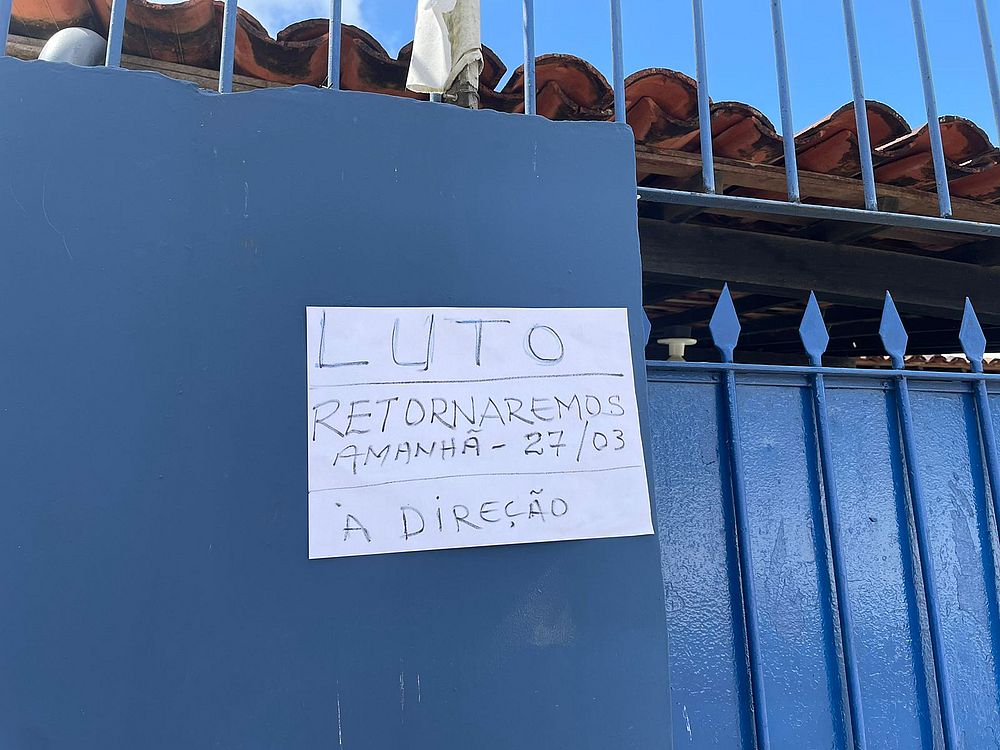 LUTO
RETORNAREMOS
AMANHÃ - 27/03
À DIREÇÃO